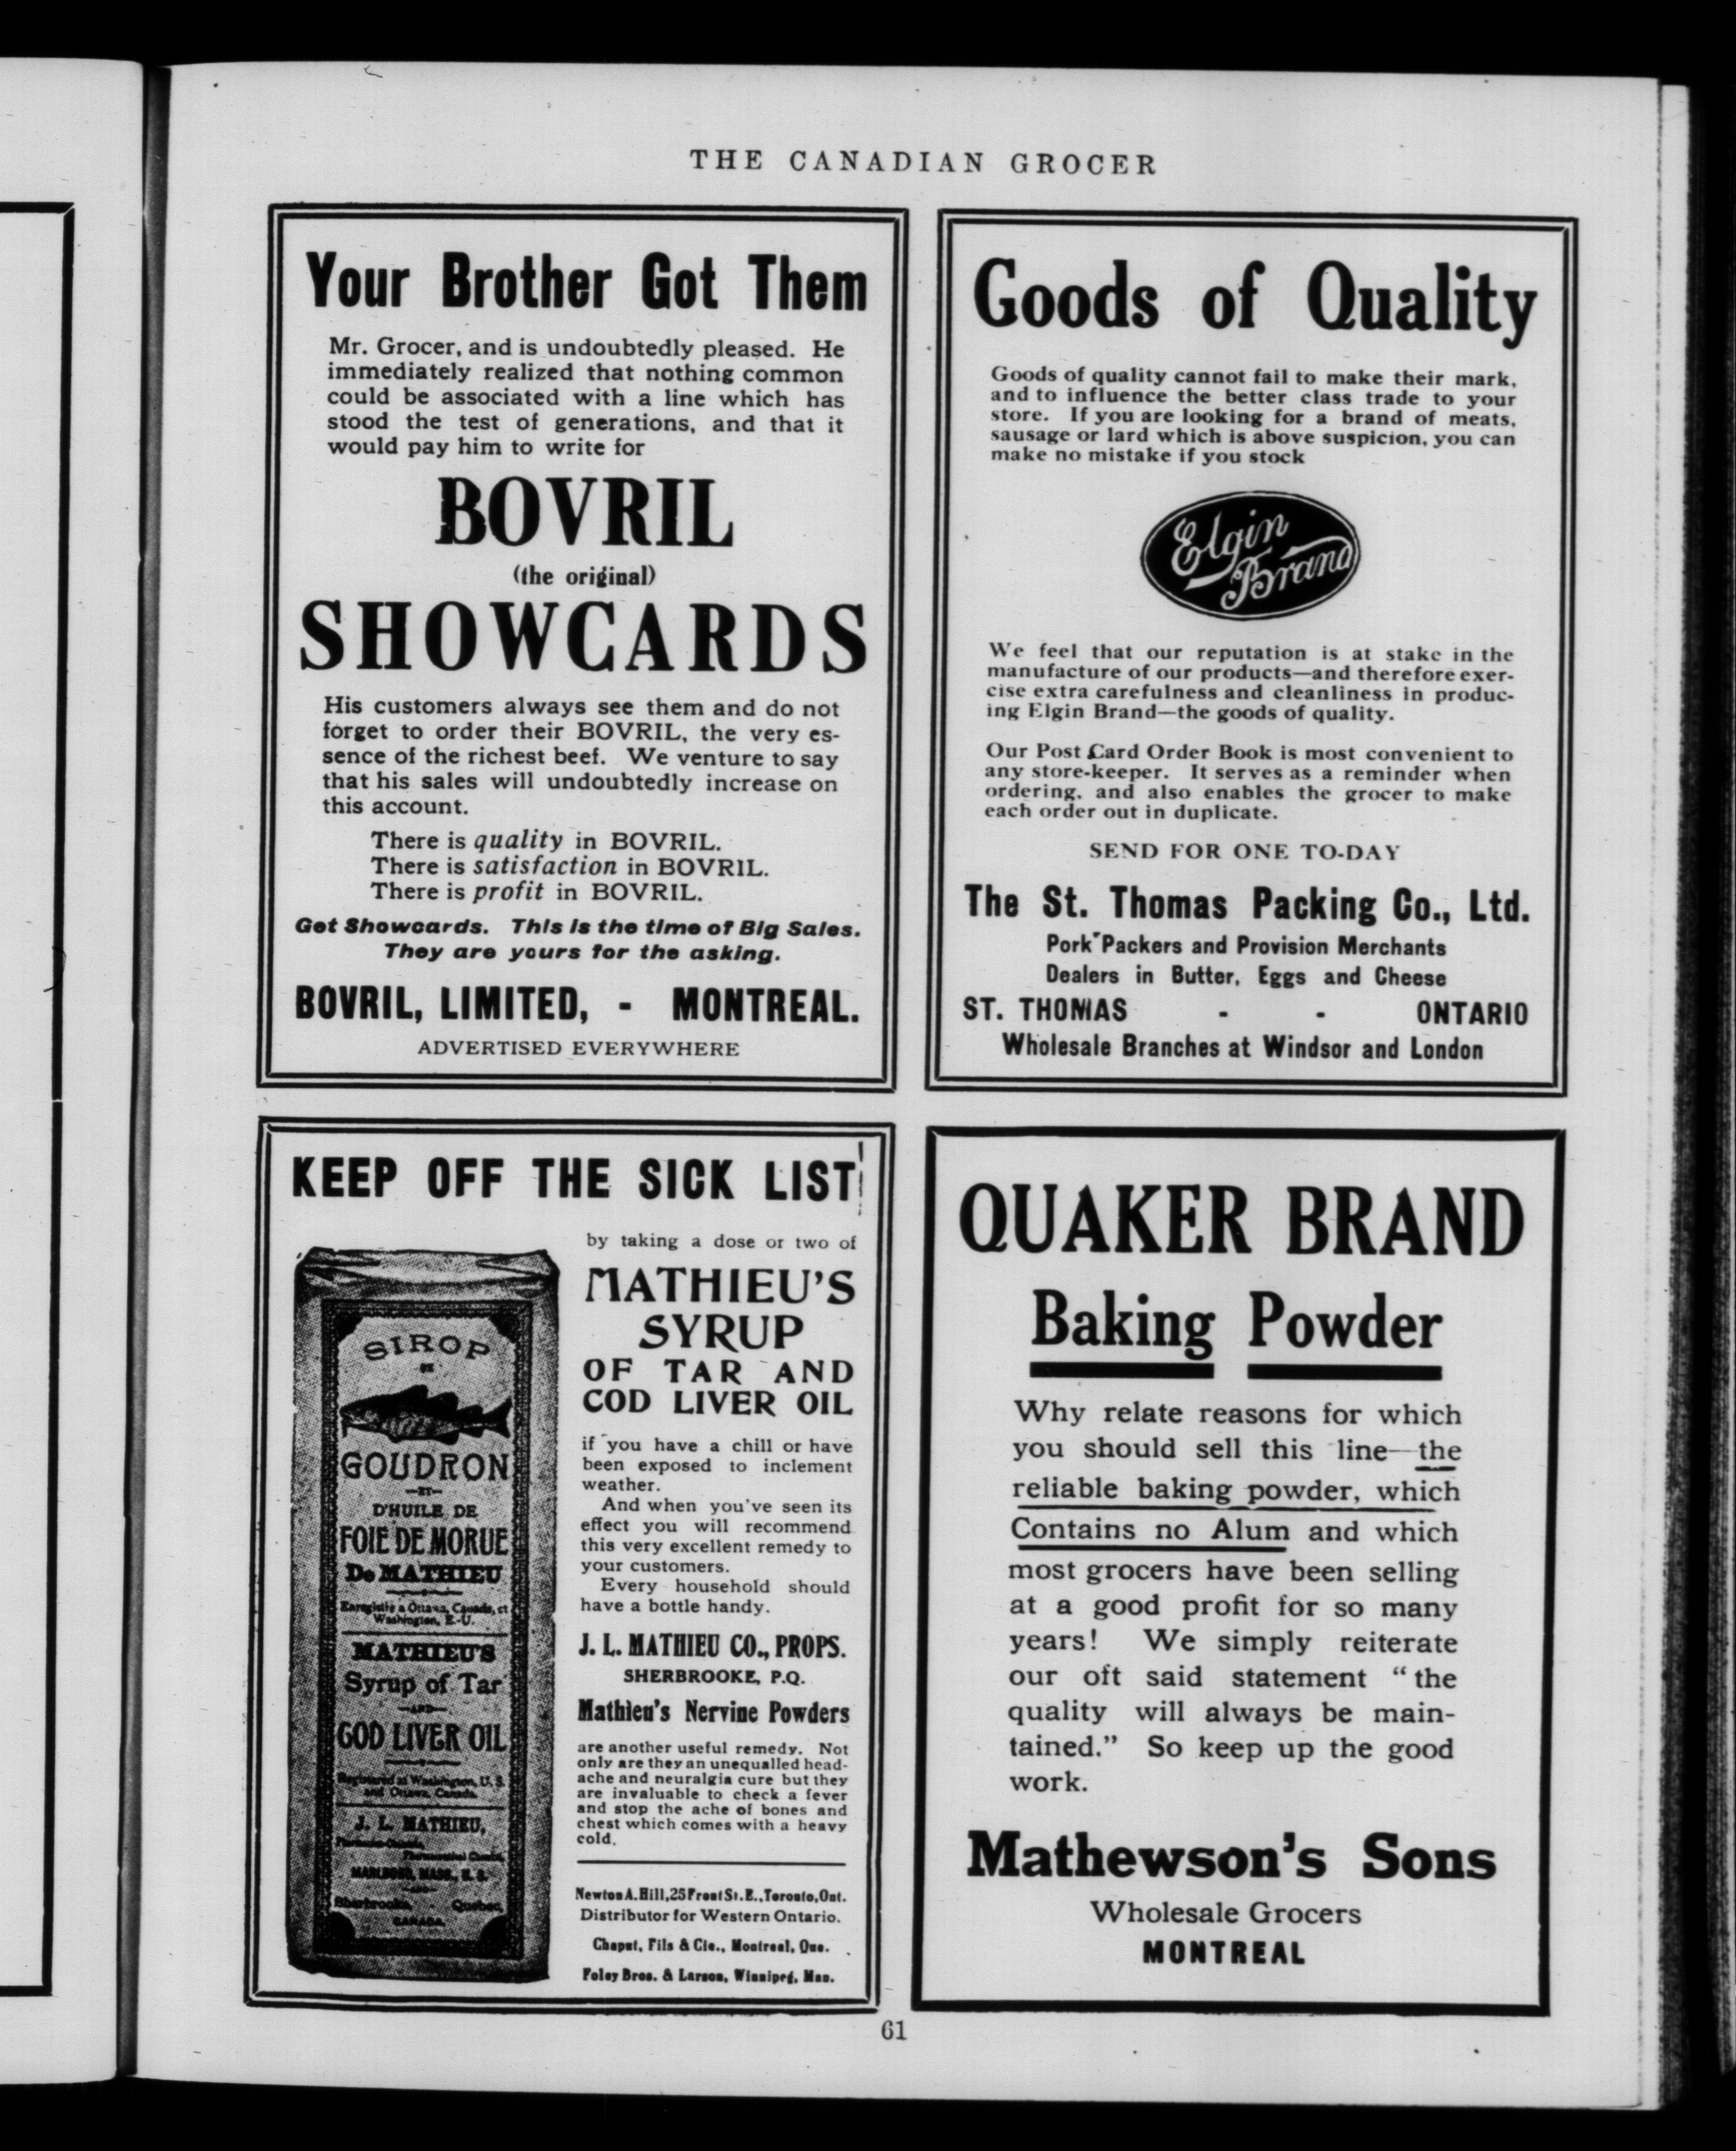 THE CANADIAN GROCER
Your Brother Got Them
Mr. Grocer, and is undoubtedly pleased. He
immediately realized that nothing common
could be associated with a line which has
stood the test of generations, and that it
would pay him to write for
BOVRIL
(the original)
SHOWCARDS
His customers always see them and do not
forget to order their BOVRIL, the very es-
sence of the richest beef. We venture to say
that his sales will undoubtedly increase on
this account.
There is quality in BOVRIL.
There is satisfaction in BOVRIL.
There is profit in BOVRIL.
Get Showcards. This is the time of Big Sales.
They are yours for the asking.
BOVRIL, LIMITED, - MONTREAL.
ADVERTISED EVERYWHERE
Goods of Quality
Goods of quality cannot fail to make their mark,
and to influence the better class trade to your
store. If you are looking for a brand of meats,
sausage or lard which is above suspicion, you can
make no mistake if you stock
Elgin
Brand
We feel that our reputation is at stake in the
manufacture of our products—and therefore exer-
cise extra carefulness and cleanliness in produc-
ing Elgin Brand—the goods of quality.
Our Post Card Order Book is most convenient to
any store-keeper. It serves as a reminder when
ordering, and also enables the grocer to make
each order out in duplicate.
SEND FOR ONE TO-DAY
The St. Thomas Packing Co., Ltd.
Pork Packers and Provision Merchants
Dealers in Butter, Eggs and Cheese
ST. THOMAS - - ONTARIO
Wholesale Branches at Windsor and London
KEEP OFF THE SICK LIST!
SIROP
DE
GOUDRON
—ET—
D'HUILE DE
FOIE DE MORUE
De MATHIEU
Enregistré a Ottawa, Canada, et
Washington, E.-U.
MATHIEU'S
Syrup of Tar
—AND—
COD LIVER OIL
Registered at Washington, U. S.
and Ottawa, Canada.
J. L. MATHIEU,
MARLBORO, MASS., U. S.
Sherbrooke, Quebec,
CANADA.
by taking a dose or two of
MATHIEU'S
SYRUP
OF TAR AND
COD LIVER OIL
if you have a chill or have
been exposed to inclement
weather.
And when you've seen its
effect you will recommend
this very excellent remedy to
your customers.
Every household should
have a bottle handy.
J. L. MATHIEU CO., PROPS.
SHERBROOKE, P.Q.
Mathieu's Nervine Powders
are another useful remedy. Not
only are they an unequalled head-
ache and neuralgia cure but they
are invaluable to check a fever
and stop the ache of bones and
chest which comes with a heavy
cold.
Newton A. Hill, 25 Front St. E., Toronto, Ont.
Distributor for Western Ontario.
Chaput, Fils & Cie., Montreal, Que.
Foley Bros. & Larson, Winnipeg, Man.
QUAKER BRAND
Baking Powder
Why relate reasons for which
you should sell this line—the
reliable baking powder, which
Contains no Alum and which
most grocers have been selling
at a good profit for so many
years! We simply reiterate
our oft said statement “the
quality will always be main-
tained.” So keep up the good
work.
Mathewson's Sons
Wholesale Grocers
MONTREAL
61